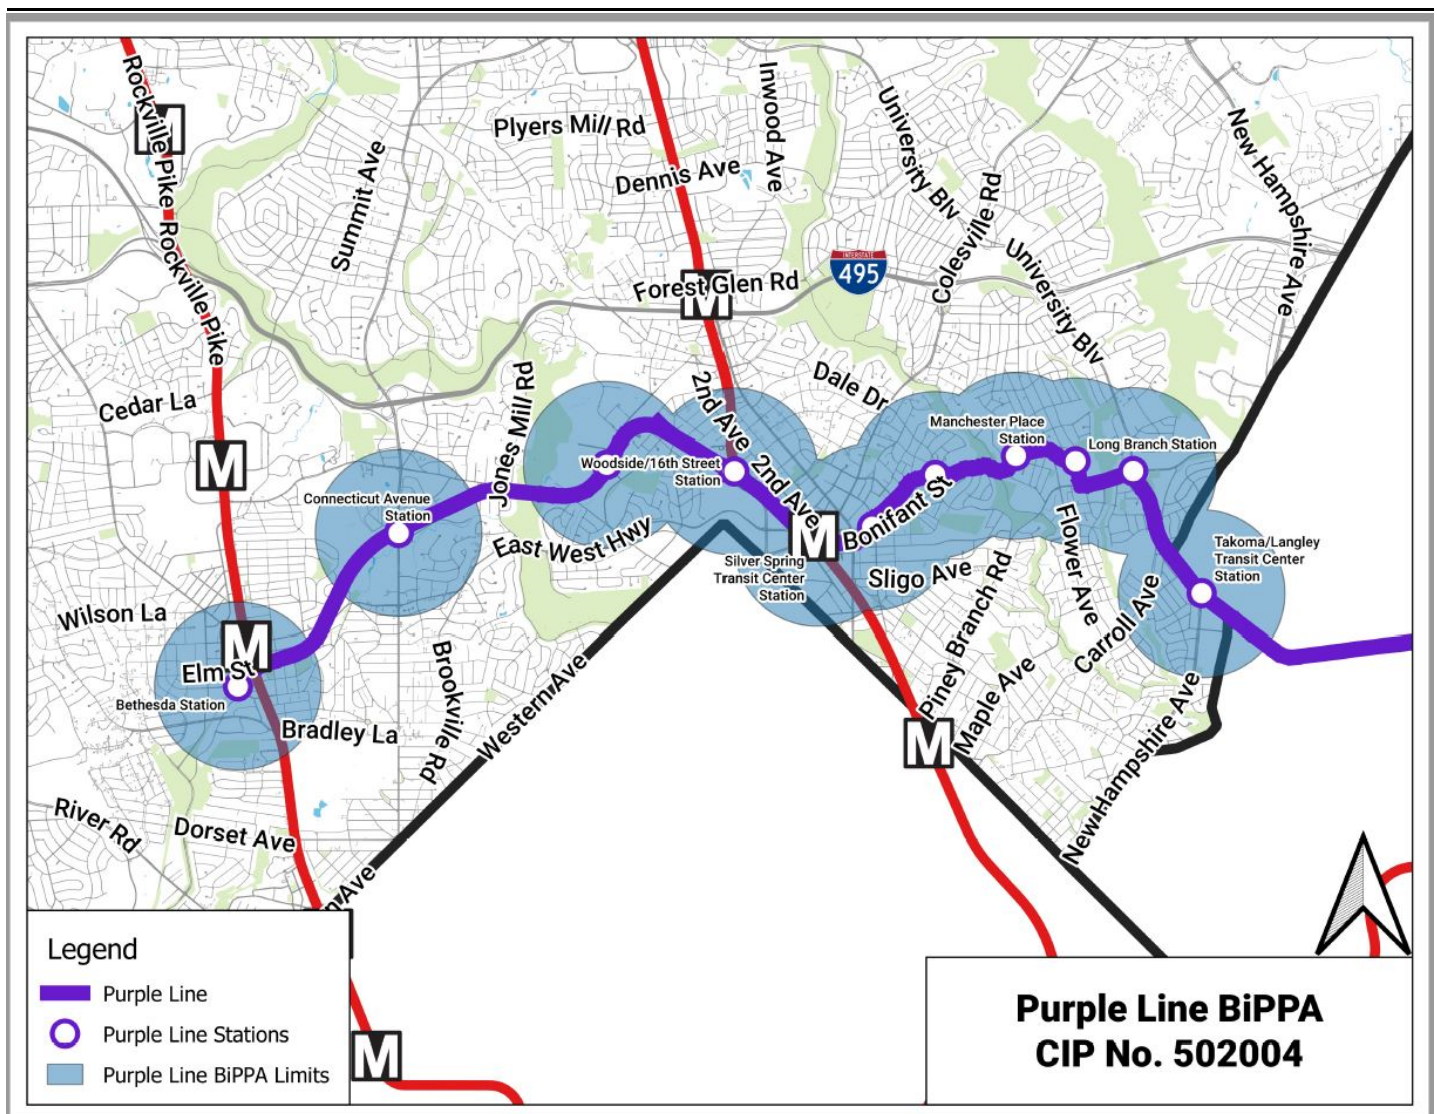 Rockville Pike
Rockville Pike
M
Summit Ave
Plyers Mill Rd
Dennis Ave
Inwood Ave
University Blv
Colesville Rd
New Hampshire Ave
University Blv
INTERSTATE
495
Forest Glen Rd
M
Cedar La
M
Jones Mill Rd
2nd Ave
Dale Dr
2nd Ave
Manchester Place
Station
Long Branch Station
Woodside/16th Street
Station
Connecticut Avenue
Station
East West Hwy
M
Bonifant St
Silver Spring
Transit Center
Station
Sligo Ave
Flower Ave
Takoma/Langley
Transit Center
Station
Piney Branch Rd
Carroll Ave
Wilson La
M
Elm St
Bethesda Station
Bradley La
Brookville Rd
Western Ave
Maple Ave
M
New Hampshire Ave
River Rd
Dorset Ave
n Ave
Legend
Purple Line
Purple Line Stations
Purple Line BiPPA Limits
M
Purple Line BiPPA
CIP No. 502004